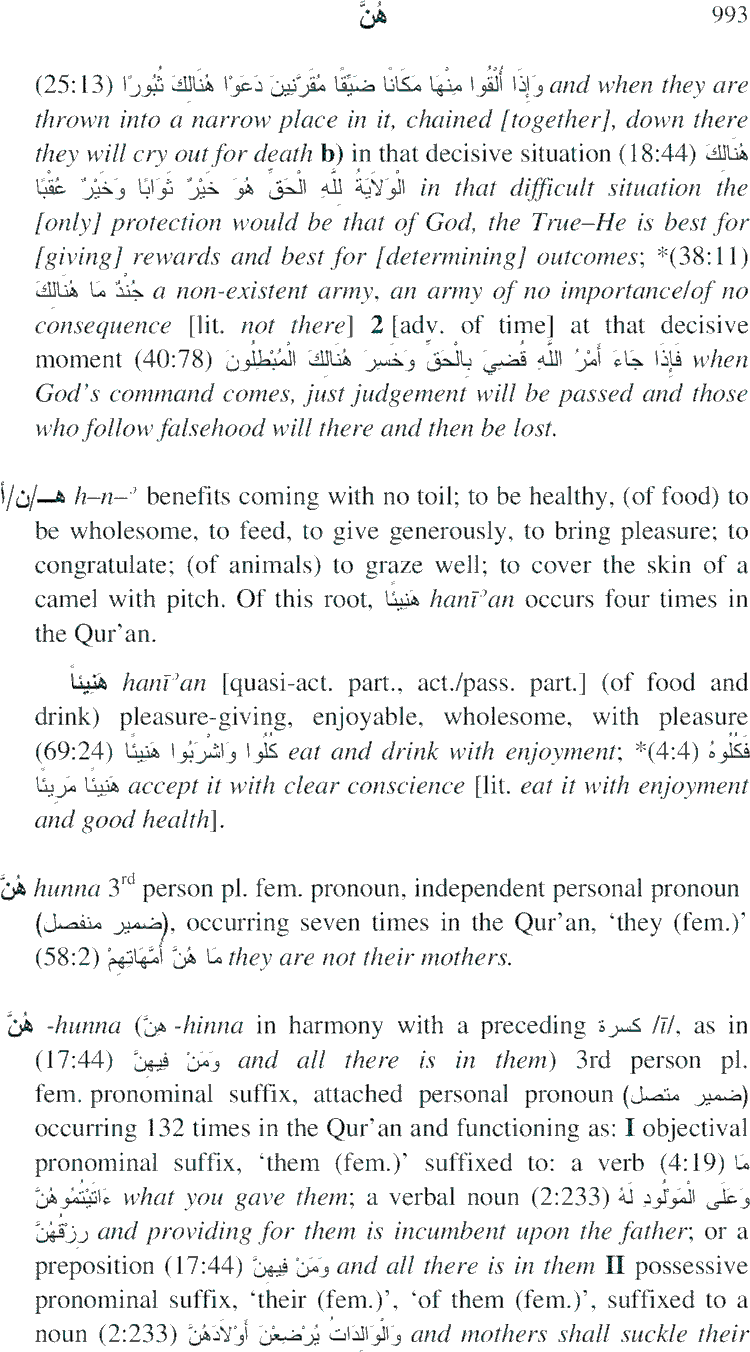 هُنَّ 993
(25:13) وَإِذَا أُلْقُوا مِنْهَا مَكَانًا ضَيِّقًا مُقَرَّنِينَ دَعَوْا هُنَالِكَ ثُبُورًا and when they are
thrown into a narrow place in it, chained [together], down there
they will cry out for death b) in that decisive situation (18:44) هُنَالِكَ
الْوَلَايَةُ لِلَّهِ الْحَقِّ هُوَ خَيْرٌ ثَوَابًا وَخَيْرٌ عُقْبًا in that difficult situation the
[only] protection would be that of God, the True–He is best for
[giving] rewards and best for [determining] outcomes; *(38:11)
جُنْدٌ مَا هُنَالِكَ a non-existent army, an army of no importance/of no
consequence [lit. not there] 2 [adv. of time] at that decisive
moment (40:78) فَإِذَا جَاءَ أَمْرُ اللَّهِ قُضِيَ بِالْحَقِّ وَخَسِرَ هُنَالِكَ الْمُبْطِلُونَ when
God's command comes, just judgement will be passed and those
who follow falsehood will there and then be lost.
هـ/ن/أ h–n–ʾ benefits coming with no toil; to be healthy, (of food) to
be wholesome, to feed, to give generously, to bring pleasure; to
congratulate; (of animals) to graze well; to cover the skin of a
camel with pitch. Of this root, هَنِيئًا hanīʾan occurs four times in
the Qur'an.
هَنِيئاً hanīʾan [quasi-act. part., act./pass. part.] (of food and
drink) pleasure-giving, enjoyable, wholesome, with pleasure
(69:24) كُلُوا وَاشْرَبُوا هَنِيئًا eat and drink with enjoyment; *(4:4) فَكُلُوهُ
هَنِيئًا مَرِيئًا accept it with clear conscience [lit. eat it with enjoyment
and good health].
هُنَّ hunna 3rd person pl. fem. pronoun, independent personal pronoun
(ضمير منفصل), occurring seven times in the Qur'an, ‘they (fem.)’
(58:2) مَا هُنَّ أُمَّهَاتِهِمْ they are not their mothers.
هُنَّ -hunna (هِنَّ -hinna in harmony with a preceding كسرة /ī/, as in
(17:44) وَمَنْ فِيهِنَّ and all there is in them) 3rd person pl.
fem. pronominal suffix, attached personal pronoun (ضمير متصل)
occurring 132 times in the Qur'an and functioning as: I objectival
pronominal suffix, ‘them (fem.)’ suffixed to: a verb (4:19) مَا
ءَاتَيْتُمُوهُنَّ what you gave them; a verbal noun (2:233) وَعَلَى الْمَوْلُودِ لَهُ
رِزْقُهُنَّ and providing for them is incumbent upon the father; or a
preposition (17:44) وَمَنْ فِيهِنَّ and all there is in them II possessive
pronominal suffix, ‘their (fem.)’, ‘of them (fem.)’, suffixed to a
noun (2:233) وَالْوَالِدَاتُ يُرْضِعْنَ أَوْلَادَهُنَّ and mothers shall suckle their